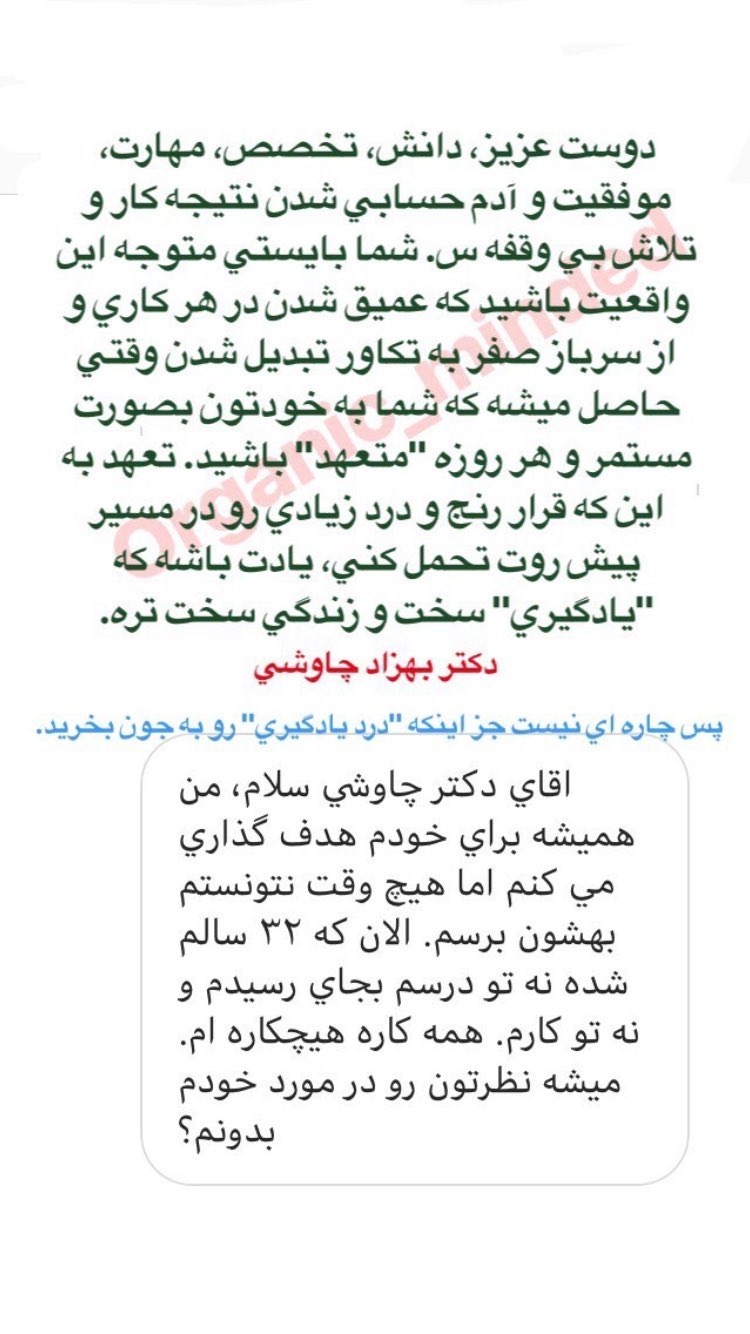 دوست عزيز، دانش، تخصص، مهارت،
موفقيت و آدم حسابي شدن نتيجه كار و
تلاش بي وقفه س. شما بايستي متوجه اين
واقعيت باشيد كه عميق شدن در هر كاري و
از سرباز صفر به تكاور تبديل شدن وقتي
حاصل ميشه كه شما به خودتون بصورت
مستمر و هر روزه "متعهد" باشيد. تعهد به
اين كه قرار رنج و درد زيادي رو در مسير
پيش روت تحمل كني، يادت باشه كه
"يادگيري" سخت و زندگي سخت تره.
Organic_minded
دكتر بهزاد چاوشي
پس چاره اي نيست جز اينكه "درد يادگيري" رو به جون بخريد.
اقاي دكتر چاوشي سلام، من
هميشه براي خودم هدف گذاري
مي كنم اما هيچ وقت نتونستم
بهشون برسم. الان كه ٣٢ سالم
شده نه تو درسم بجاي رسيدم و
نه تو كارم. همه كاره هيچكاره ام.
ميشه نظرتون رو در مورد خودم
بدونم؟